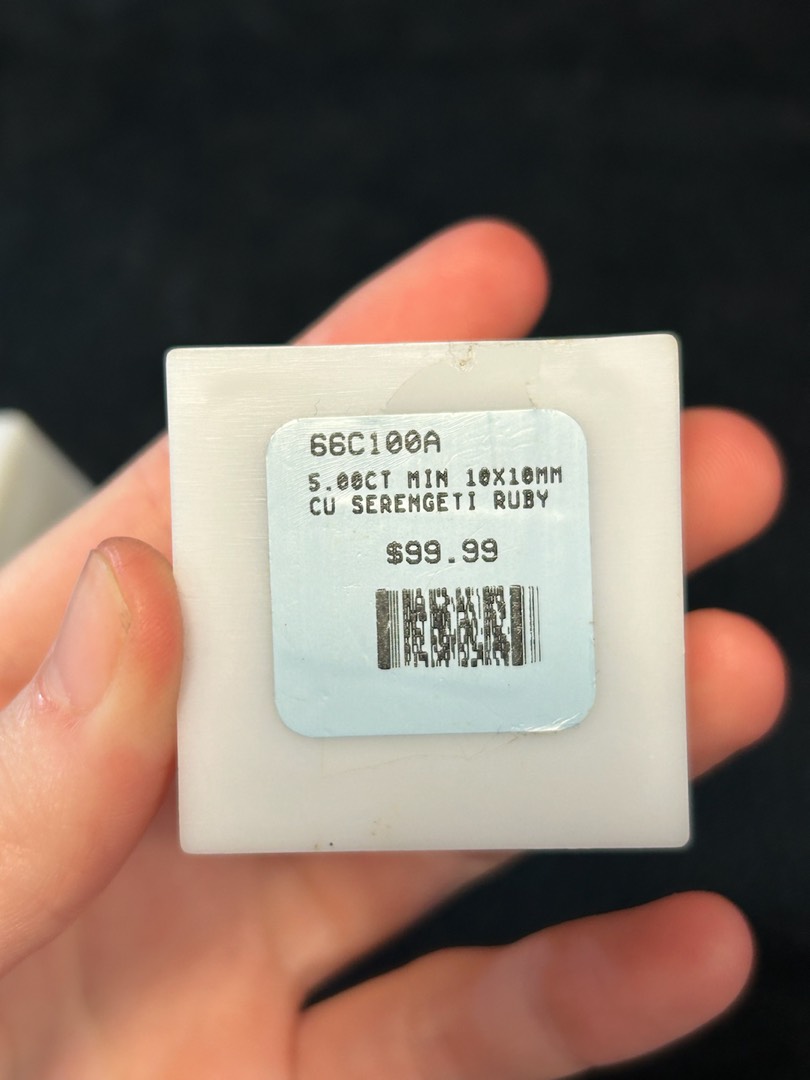 66C100A
5.00CT MIN 10X10MM
CU SERENGETI RUBY
$99.99